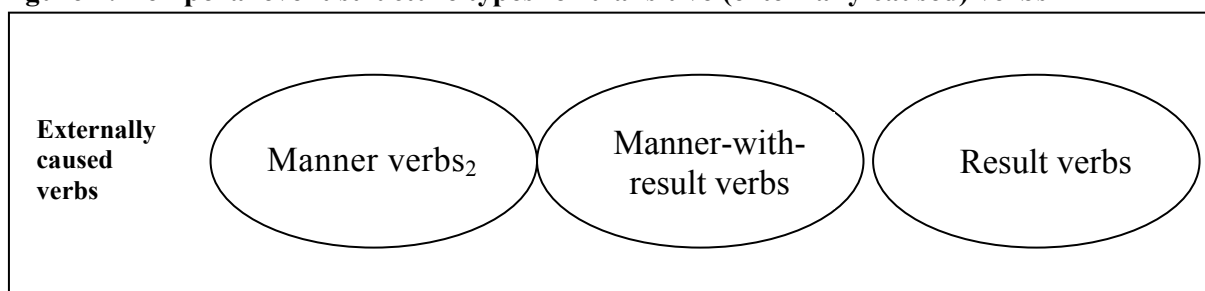 Externally
caused
verbs
Manner verbs₂
Manner-with-
result verbs
Result verbs